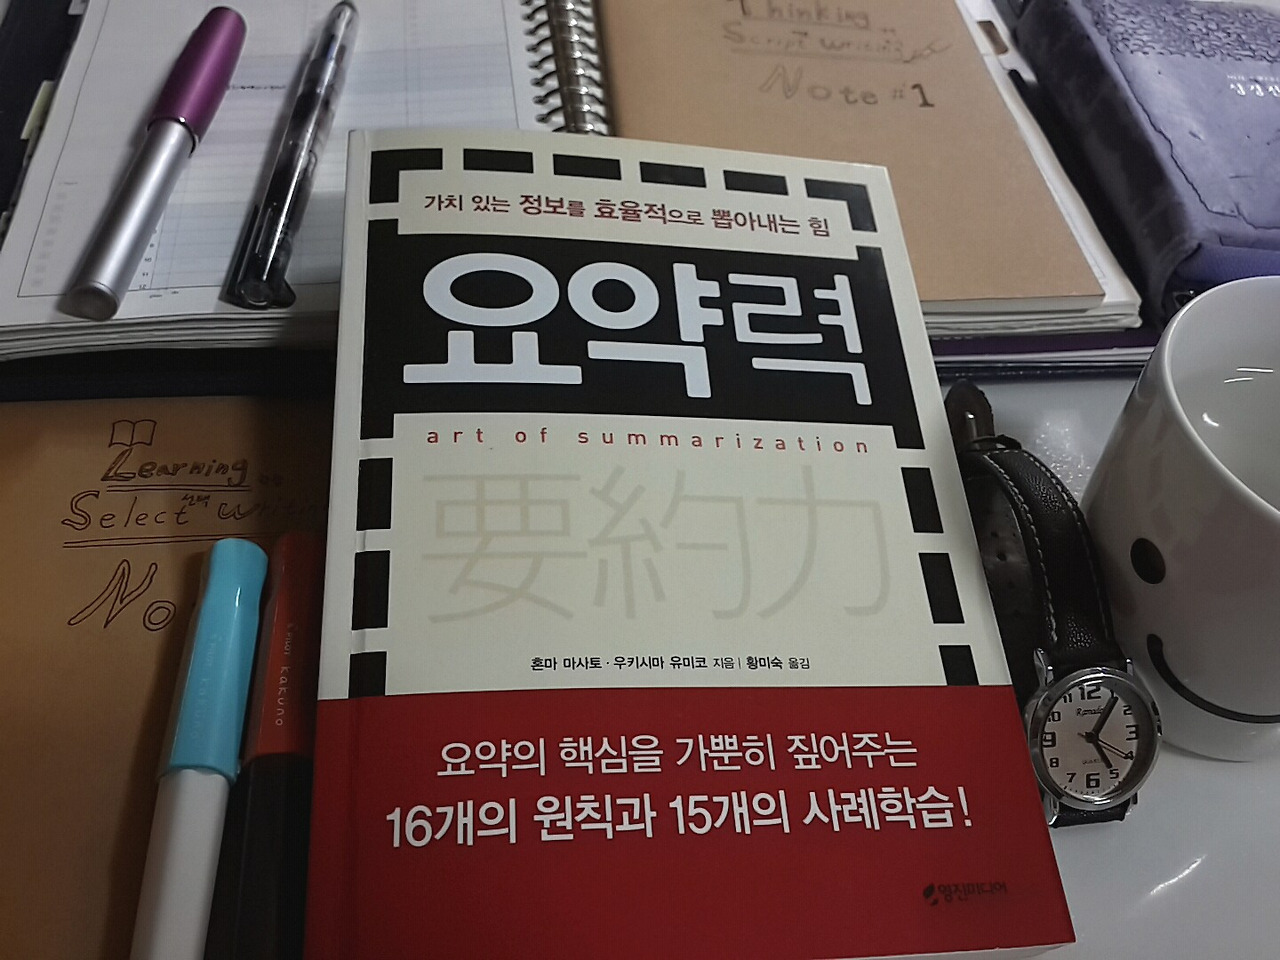 Thinking
Script Writing
Note #1
가치 있는 정보를 효율적으로 뽑아내는 힘
요약력
art of summarization
要約力
혼마 마사토·우키시마 유미코 지음 | 황미숙 옮김
요약의 핵심을 가뿐히 짚어주는
16개의 원칙과 15개의 사례학습!
영진미디어
Learning
Select 선택
No
kakuno